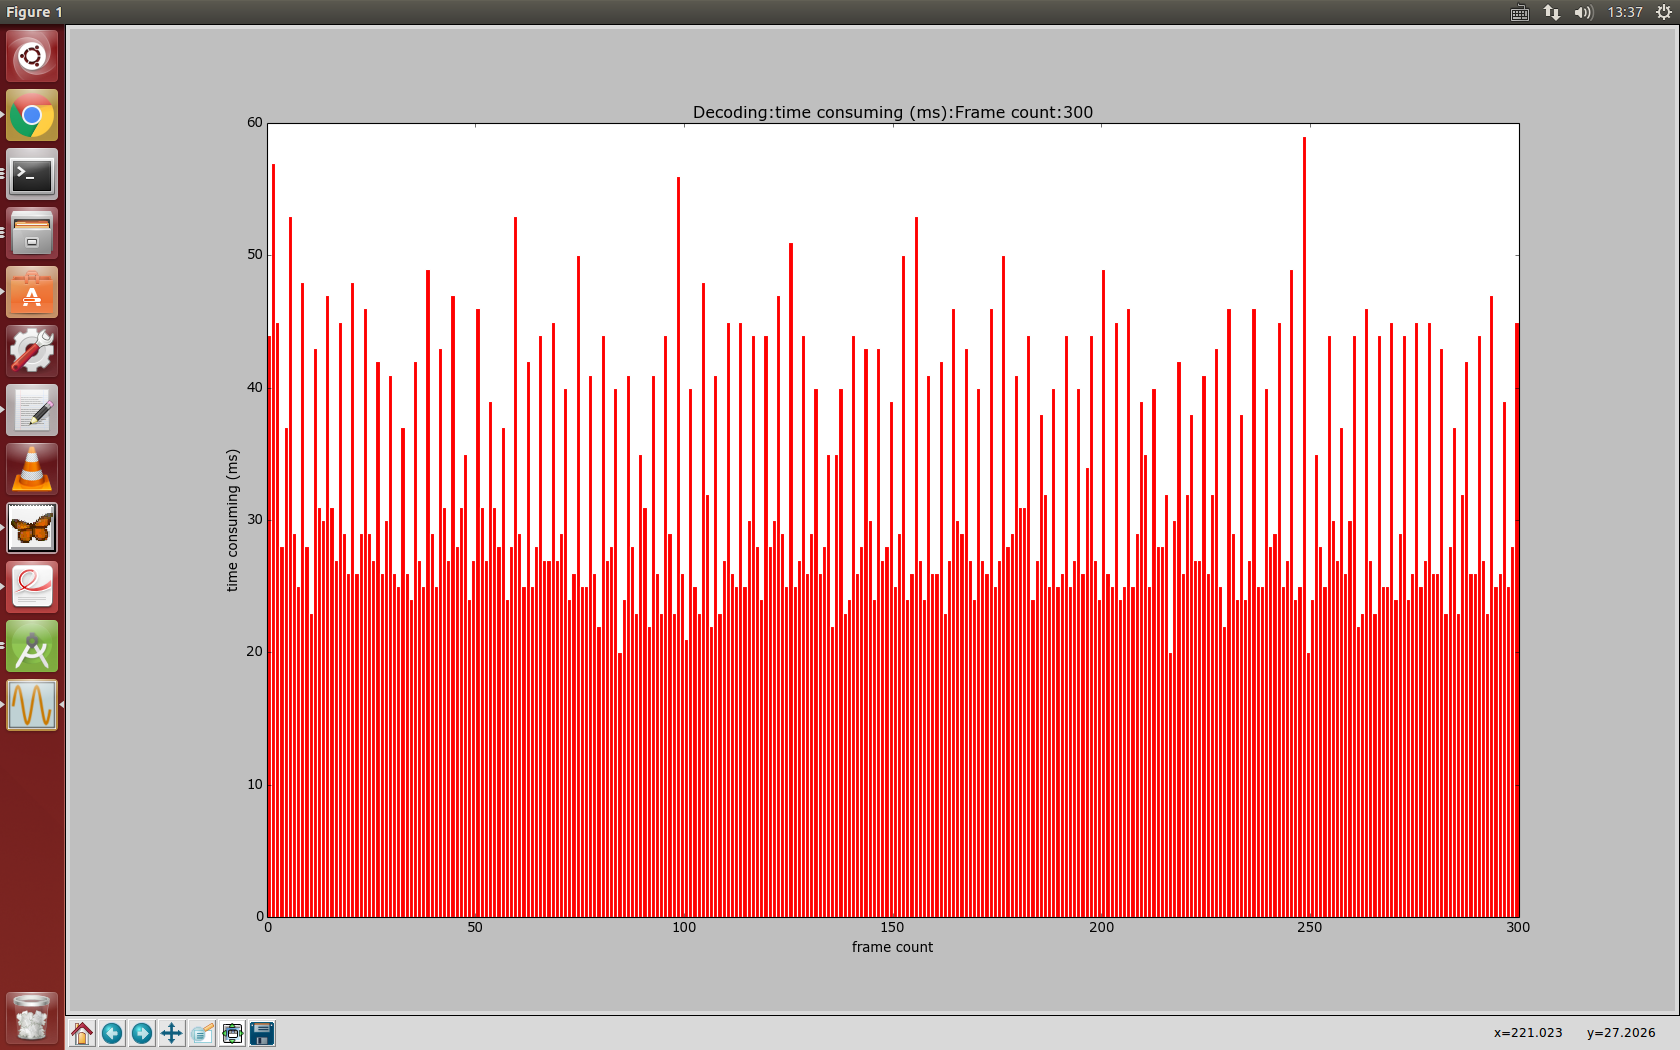 Figure 1
13:37
Decoding:time consuming (ms):Frame count:300
60
50
40
30
20
10
0
time consuming (ms)
0 50 100 150 200 250 300
frame count
x=221.023 y=27.2026